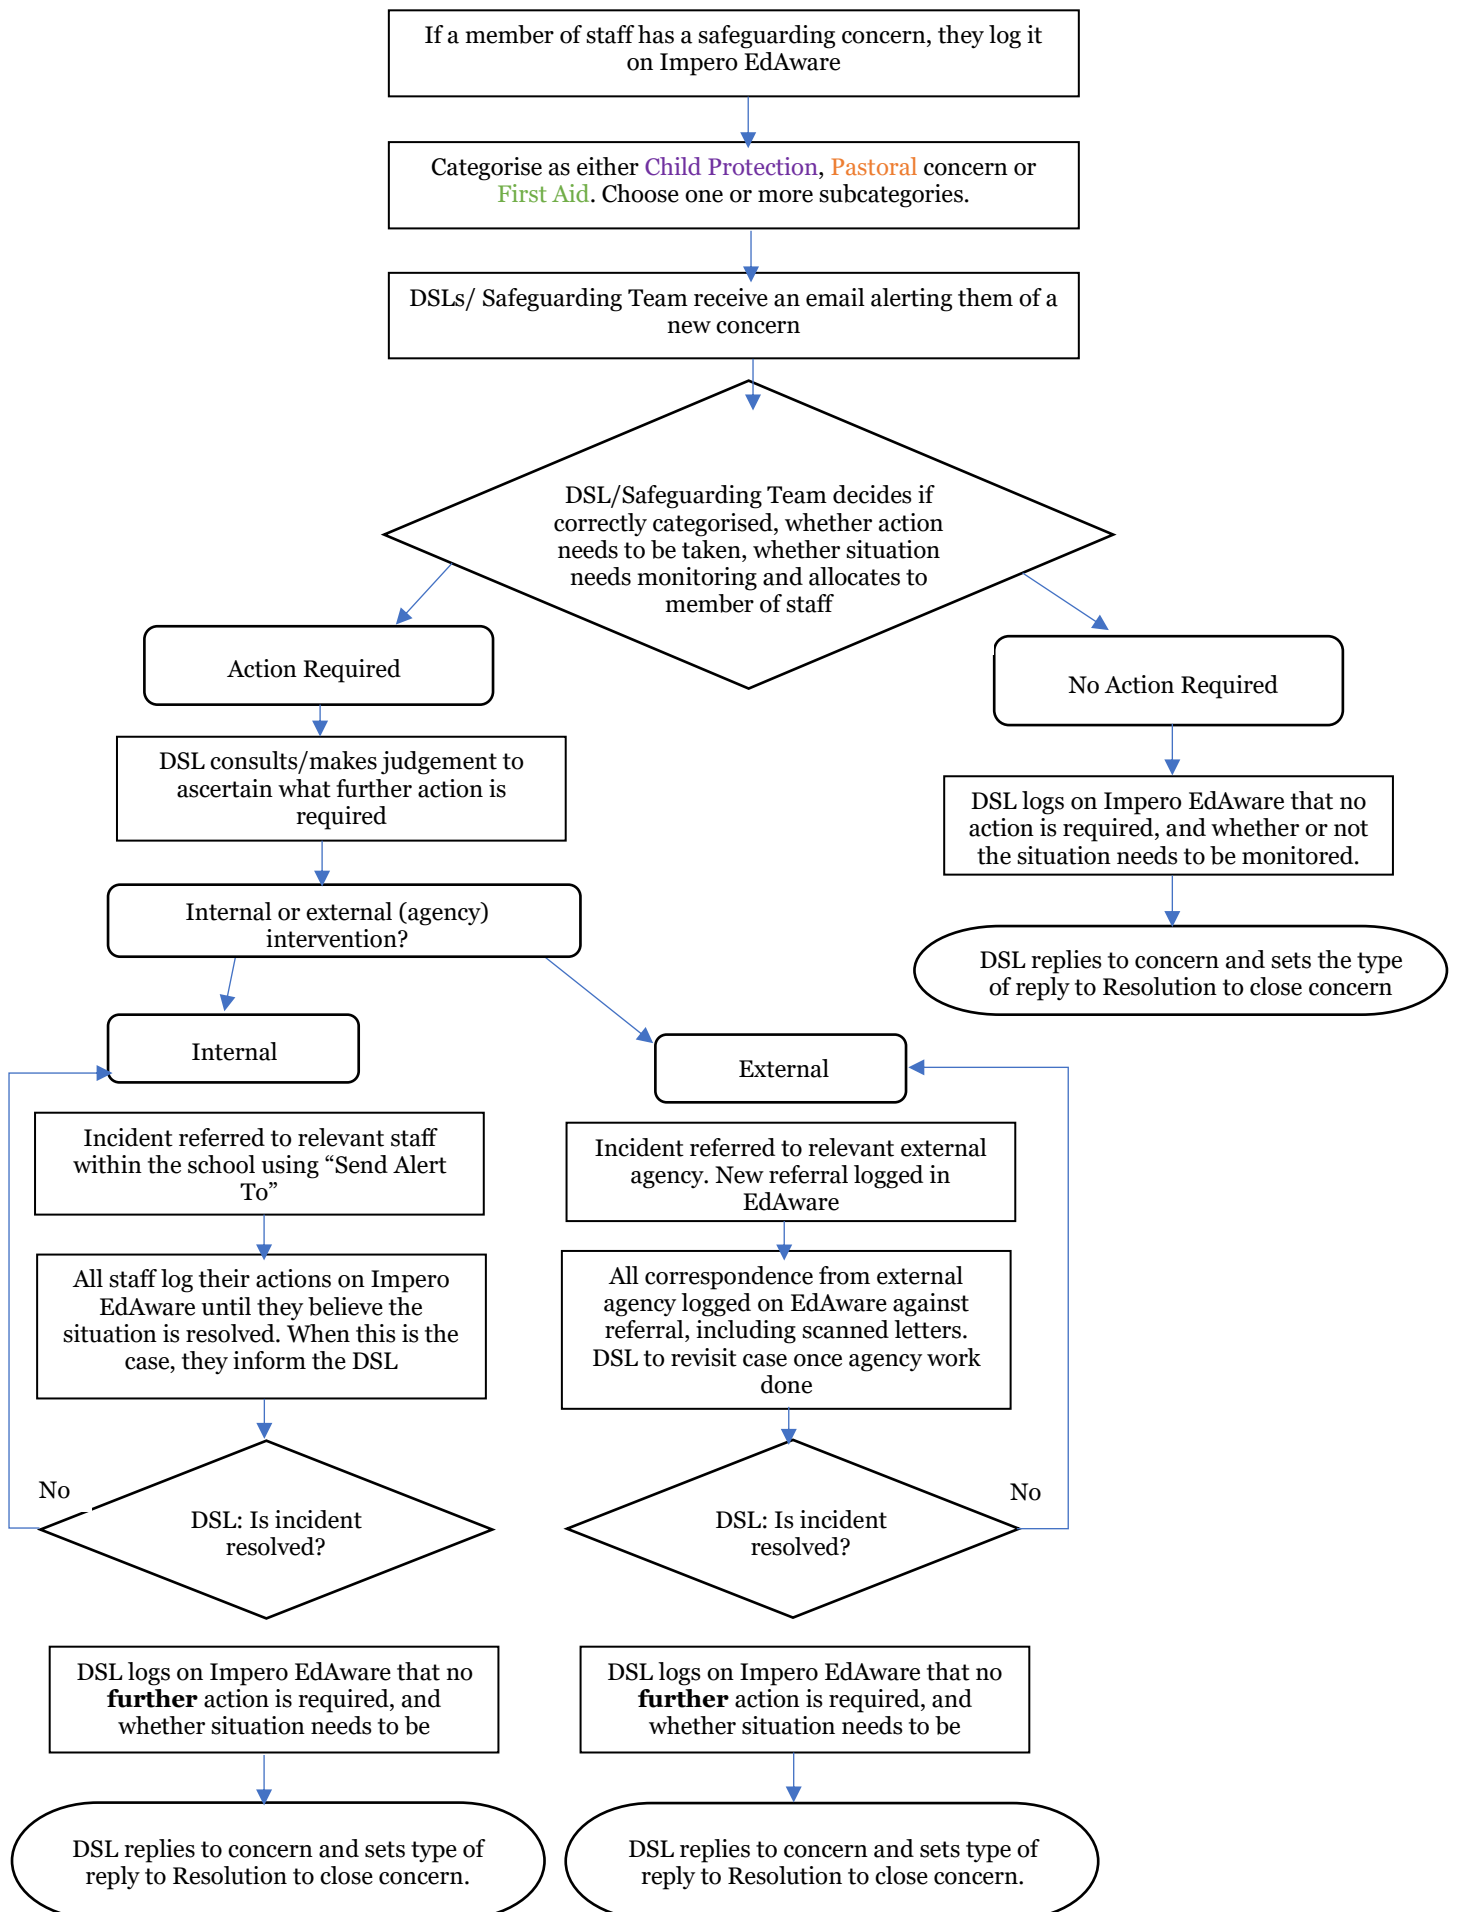 If a member of staff has a safeguarding concern, they log it
on Impero EdAware
Categorise as either Child Protection, Pastoral concern or
First Aid. Choose one or more subcategories.
DSLs/ Safeguarding Team receive an email alerting them of a
new concern
DSL/Safeguarding Team decides if
correctly categorised, whether action
needs to be taken, whether situation
needs monitoring and allocates to
member of staff
Action Required
No Action Required
DSL consults/makes judgement to
ascertain what further action is
required
DSL logs on Impero EdAware that no
action is required, and whether or not
the situation needs to be monitored.
Internal or external (agency)
intervention?
DSL replies to concern and sets the type
of reply to Resolution to close concern
Internal
External
Incident referred to relevant staff
within the school using “Send Alert
To”
Incident referred to relevant external
agency. New referral logged in
EdAware
All staff log their actions on Impero
EdAware until they believe the
situation is resolved. When this is the
case, they inform the DSL
All correspondence from external
agency logged on EdAware against
referral, including scanned letters.
DSL to revisit case once agency work
done
No
DSL: Is incident
resolved?
No
DSL: Is incident
resolved?
DSL logs on Impero EdAware that no
further action is required, and
whether situation needs to be
DSL logs on Impero EdAware that no
further action is required, and
whether situation needs to be
DSL replies to concern and sets type of
reply to Resolution to close concern.
DSL replies to concern and sets type of
reply to Resolution to close concern.